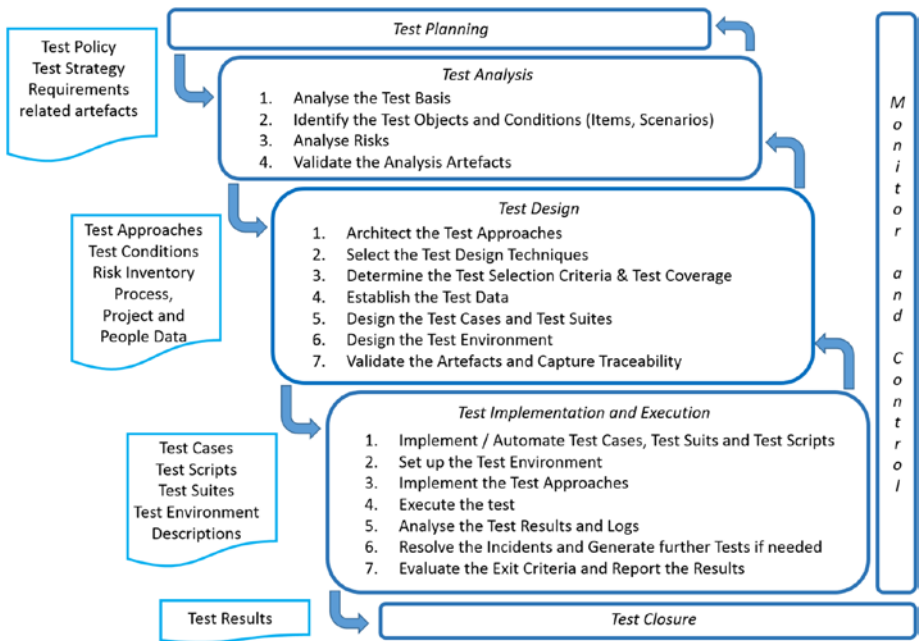 Test Planning
Test Policy
Test Strategy
Requirements
related artefacts
Test Analysis
1. Analyse the Test Basis
2. Identify the Test Objects and Conditions (Items, Scenarios)
3. Analyse Risks
4. Validate the Analysis Artefacts
Test Approaches
Test Conditions
Risk Inventory
Process,
Project and
People Data
Test Design
1. Architect the Test Approaches
2. Select the Test Design Techniques
3. Determine the Test Selection Criteria & Test Coverage
4. Establish the Test Data
5. Design the Test Cases and Test Suites
6. Design the Test Environment
7. Validate the Artefacts and Capture Traceability
Test Cases
Test Scripts
Test Suites
Test Environment
Descriptions
Test Implementation and Execution
1. Implement / Automate Test Cases, Test Suits and Test Scripts
2. Set up the Test Environment
3. Implement the Test Approaches
4. Execute the test
5. Analyse the Test Results and Logs
6. Resolve the Incidents and Generate further Tests if needed
7. Evaluate the Exit Criteria and Report the Results
Test Results
Test Closure
Monitor and Control